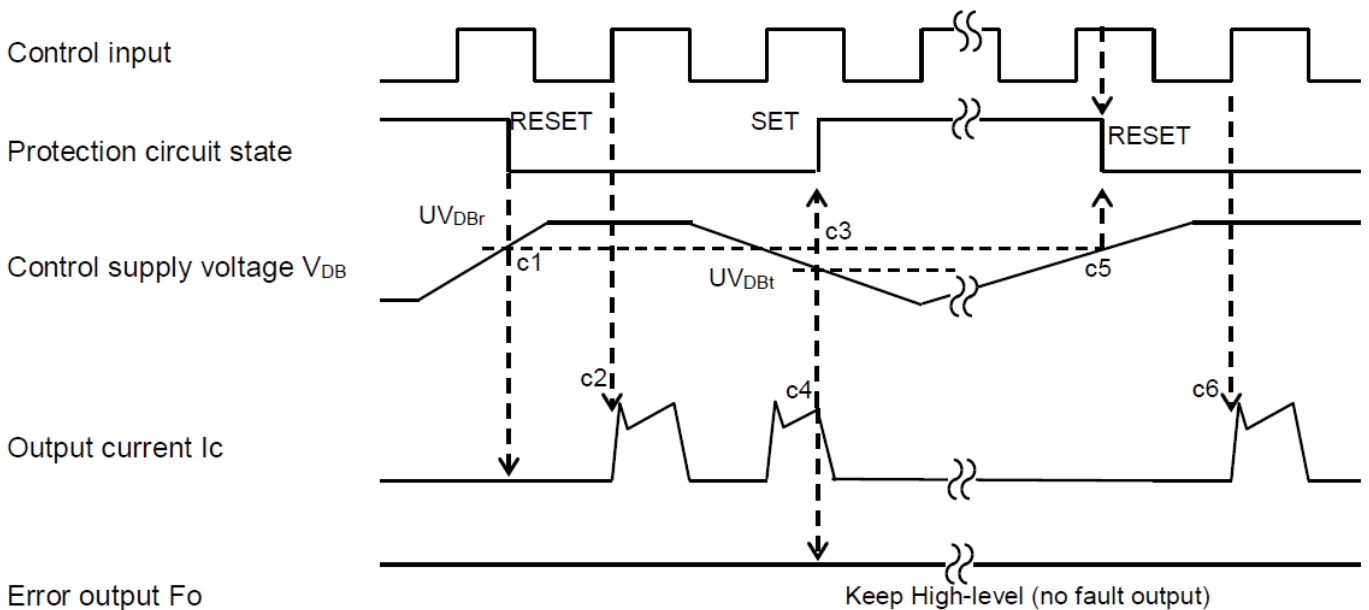 Control input
RESET
SET
RESET
Protection circuit state
UVDBr
c3
c1
c5
Control supply voltage VDB
UVDBt
c2
c4
c6
Output current Ic
Error output Fo
Keep High-level (no fault output)